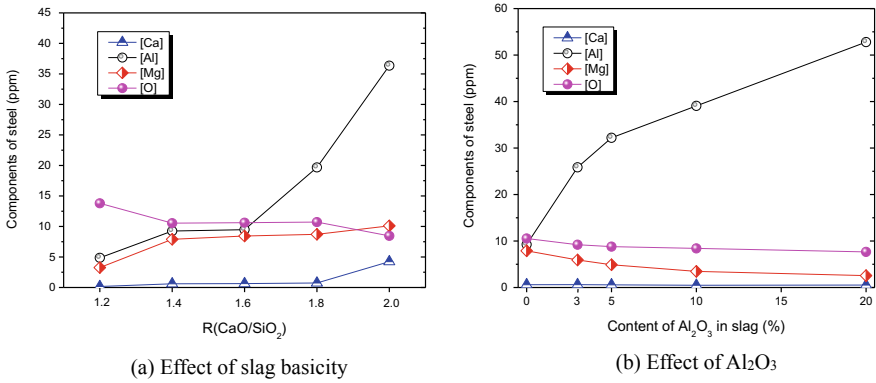 45
40
35
30
25
20
15
10
5
0
Components of steel (ppm)
[Ca]
[Al]
[Mg]
[O]
1.2 1.4 1.6 1.8 2.0
R(CaO/SiO₂)
(a) Effect of slag basicity
60
50
40
30
20
10
0
Components of steel (ppm)
[Ca]
[Al]
[Mg]
[O]
0 3 5 10 15 20
Content of Al₂O₃ in slag (%)
(b) Effect of Al₂O₃